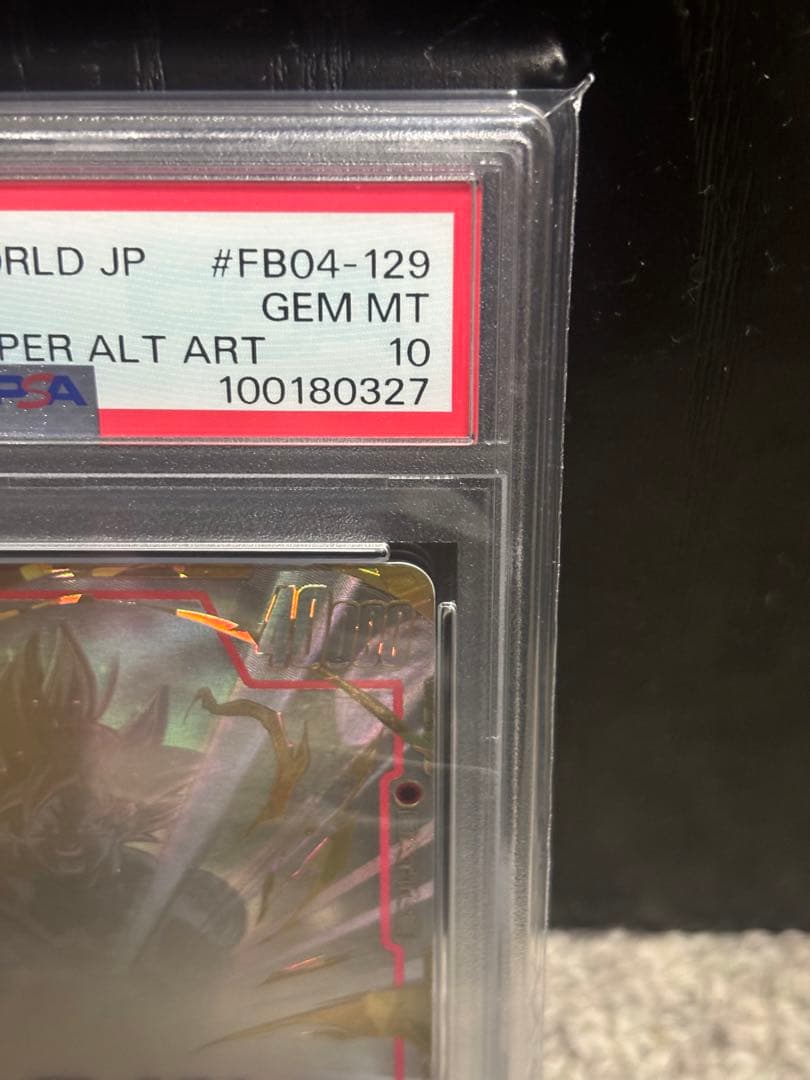 ORLD JP #FB04-129
GEM MT
PER ALT ART 10
PSA 100180327